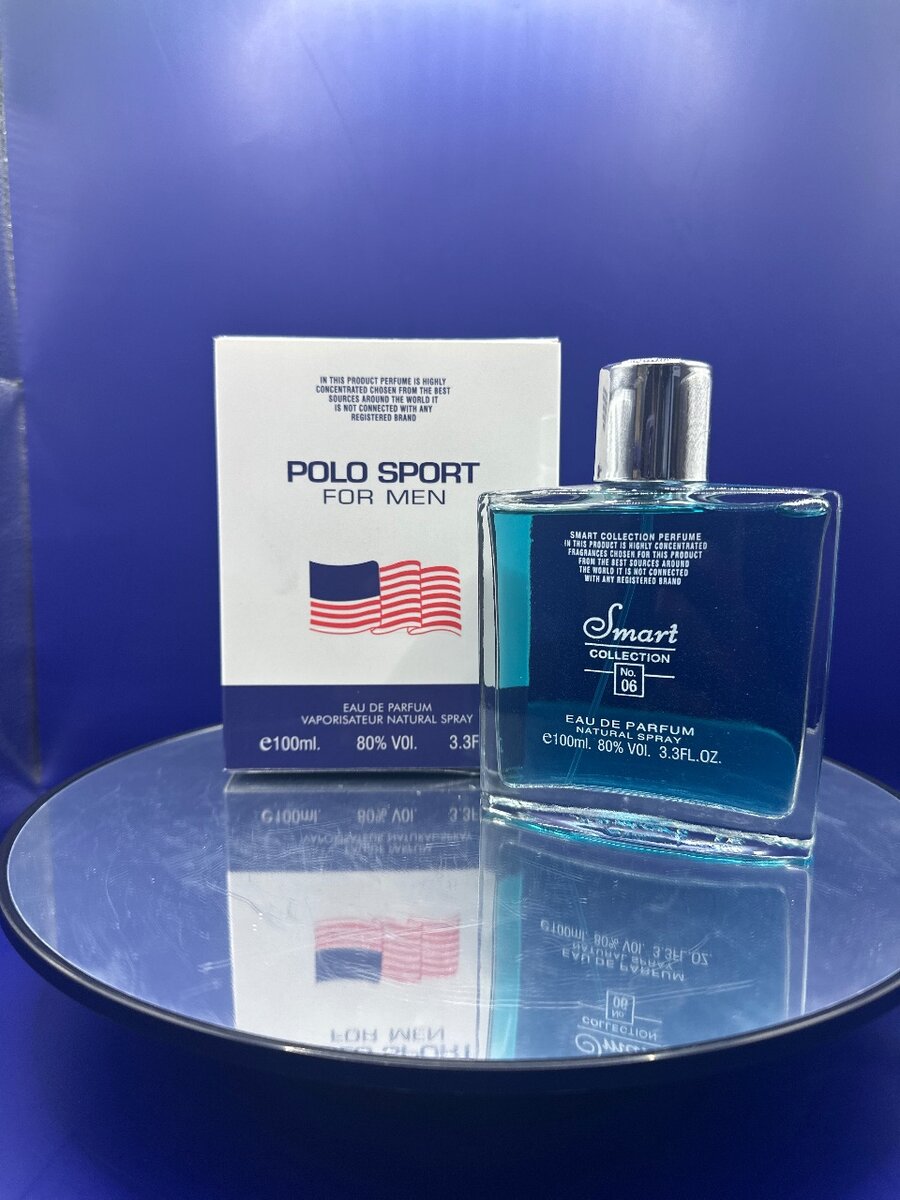 IN THIS PRODUCT PERFUME IS HIGHLY
CONCENTRATED CHOSEN FROM THE BEST
SOURCES AROUND THE WORLD IT
IS NOT CONNECTED WITH ANY
REGISTERED BRAND
POLO SPORT
FOR MEN
EAU DE PARFUM
VAPORISATEUR NATURAL SPRAY
℮100ml. 80% VOl. 3.3F
SMART COLLECTION PERFUME
IN THIS PRODUCT IS HIGHLY CONCENTRATED
FRAGRANCES CHOSEN FOR THIS PRODUCT
FROM THE BEST SOURCES AROUND
THE WORLD IT IS NOT CONNECTED
WITH ANY REGISTERED BRAND
Smart
COLLECTION
No.
06
EAU DE PARFUM
NATURAL SPRAY
℮100ml. 80% VOl. 3.3FL.OZ.